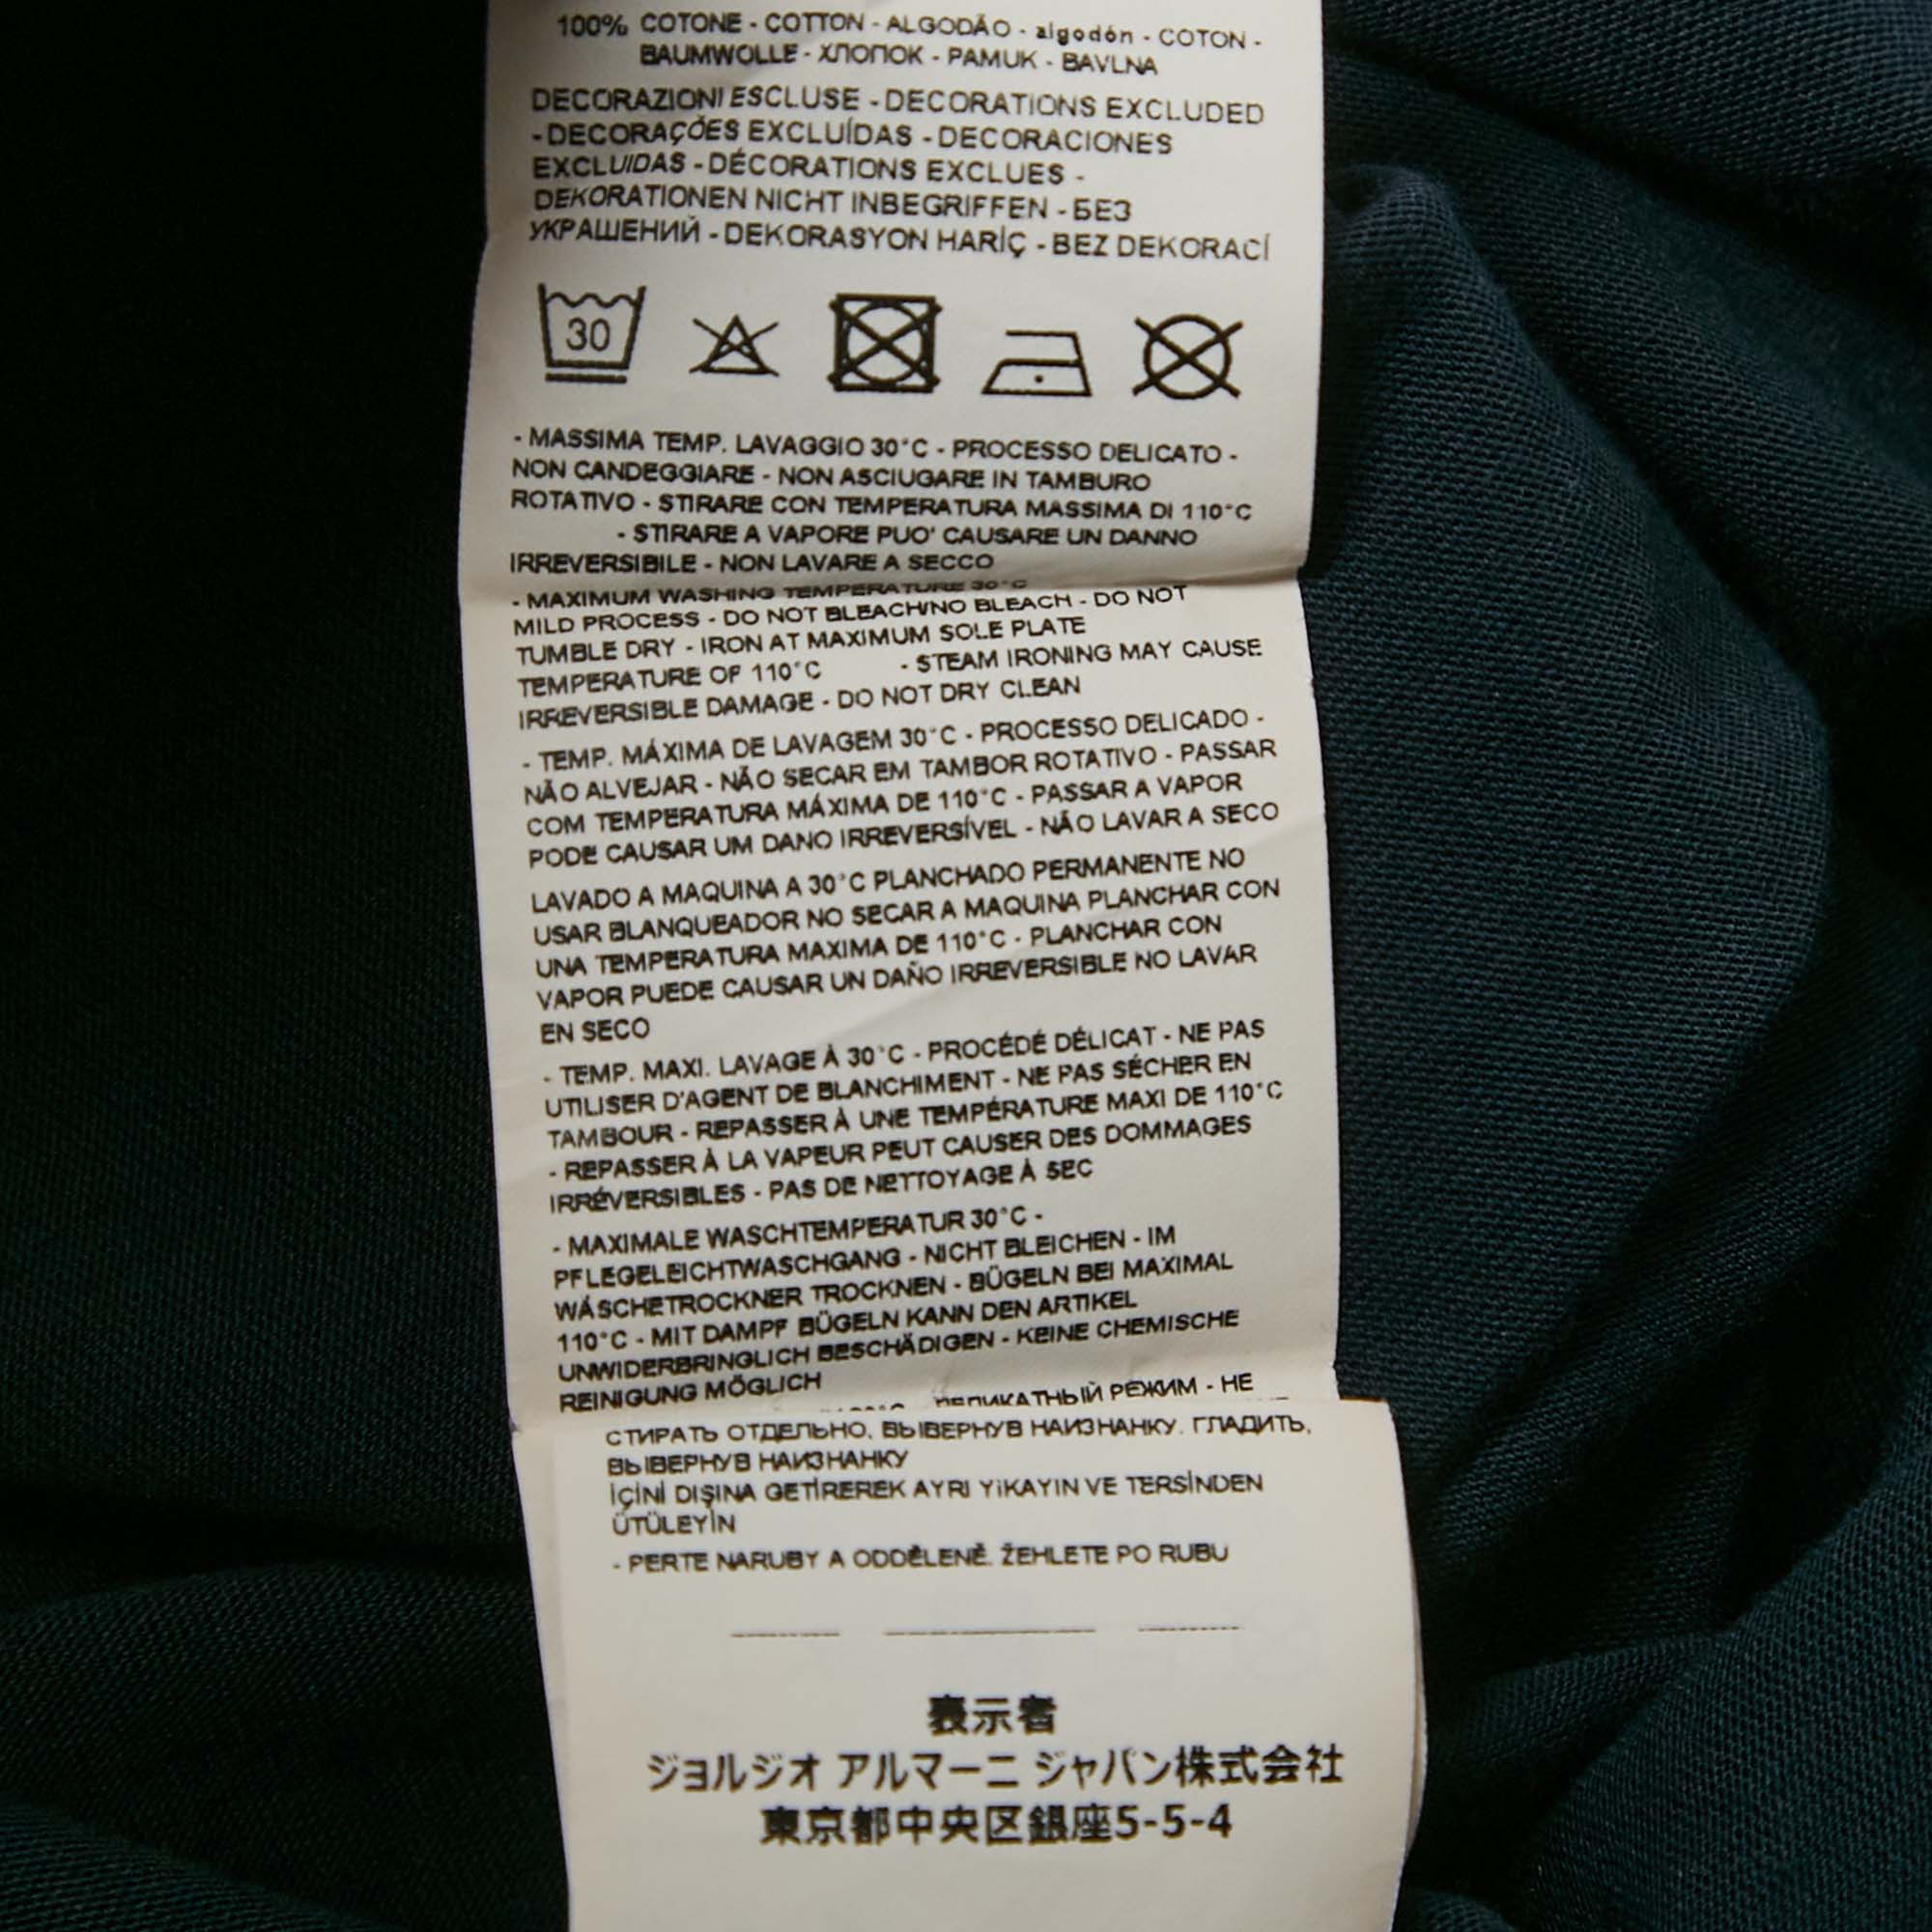 100% COTONE - COTTON - ALGODÃO - algodón - COTON -
BAUMWOLLE - ХЛОПОК - PAMUK - BAVLNA
DECORAZIONI ESCLUSE - DECORATIONS EXCLUDED
- DECORAÇÕES EXCLUÍDAS - DECORACIONES
EXCLUIDAS - DÉCORATIONS EXCLUES -
DEKORATIONEN NICHT INBEGRIFFEN - БЕЗ
УКРАШЕНИЙ - DEKORASYON HARİÇ - BEZ DEKORACÍ
30
- MASSIMA TEMP. LAVAGGIO 30°C - PROCESSO DELICATO -
NON CANDEGGIARE - NON ASCIUGARE IN TAMBURO
ROTATIVO - STIRARE CON TEMPERATURA MASSIMA DI 110°C
- STIRARE A VAPORE PUO' CAUSARE UN DANNO
IRREVERSIBILE - NON LAVARE A SECCO
- MAXIMUM WASHING TEMPERATURE 30°C
MILD PROCESS - DO NOT BLEACH/NO BLEACH - DO NOT
TUMBLE DRY - IRON AT MAXIMUM SOLE PLATE
TEMPERATURE OF 110°C - STEAM IRONING MAY CAUSE
IRREVERSIBLE DAMAGE - DO NOT DRY CLEAN
- TEMP. MÁXIMA DE LAVAGEM 30°C - PROCESSO DELICADO -
NÃO ALVEJAR - NÃO SECAR EM TAMBOR ROTATIVO - PASSAR
COM TEMPERATURA MÁXIMA DE 110°C - PASSAR A VAPOR
PODE CAUSAR UM DANO IRREVERSÍVEL - NÃO LAVAR A SECO
LAVADO A MAQUINA A 30°C PLANCHADO PERMANENTE NO
USAR BLANQUEADOR NO SECAR A MAQUINA PLANCHAR CON
UNA TEMPERATURA MAXIMA DE 110°C - PLANCHAR CON
VAPOR PUEDE CAUSAR UN DAÑO IRREVERSIBLE NO LAVAR
EN SECO
- TEMP. MAXI. LAVAGE À 30°C - PROCÉDÉ DÉLICAT - NE PAS
UTILISER D'AGENT DE BLANCHIMENT - NE PAS SÉCHER EN
TAMBOUR - REPASSER À UNE TEMPÉRATURE MAXI DE 110°C
- REPASSER À LA VAPEUR PEUT CAUSER DES DOMMAGES
IRRÉVERSIBLES - PAS DE NETTOYAGE À SEC
- MAXIMALE WASCHTEMPERATUR 30°C -
PFLEGELEICHTWASCHGANG - NICHT BLEICHEN - IM
WÄSCHETROCKNER TROCKNEN - BÜGELN BEI MAXIMAL
110°C - MIT DAMPF BÜGELN KANN DEN ARTIKEL
UNWIDERBRINGLICH BESCHÄDIGEN - KEINE CHEMISCHE
REINIGUNG MÖGLICH
ДЕЛИКАТНЫЙ РЕЖИМ - НЕ
СТИРАТЬ ОТДЕЛЬНО, ВЫВЕРНУВ НАИЗНАНКУ. ГЛАДИТЬ,
ВЫВЕРНУВ НАИЗНАНКУ
İÇİNİ DIŞINA GETİREREK AYRI YIKAYIN VE TERSİNDEN
ÜTÜLEYİN
- PERTE NARUBY A ODDĚLENĚ. ŽEHLETE PO RUBU
表示者
ジョルジオ アルマーニ ジャパン株式会社
東京都中央区銀座5-5-4